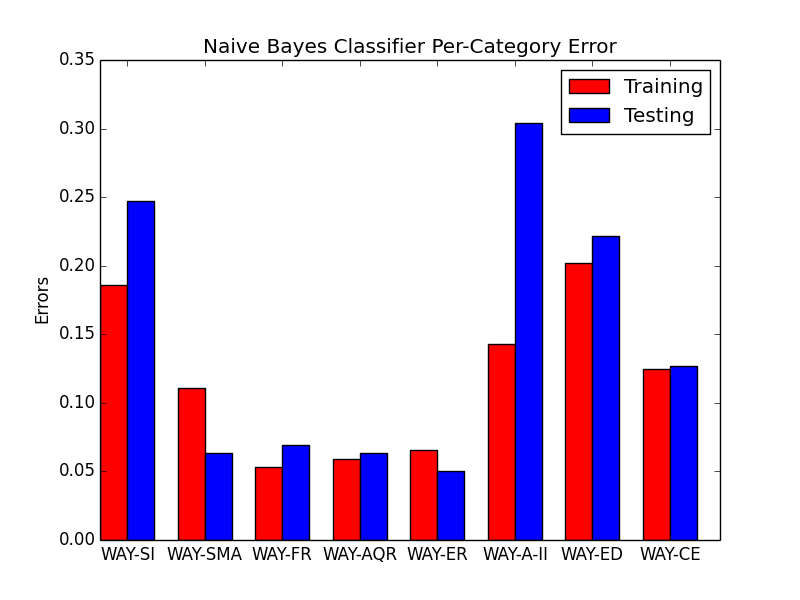 Naive Bayes Classifier Per-Category Error
0.35
0.30
0.25
0.20
0.15
0.10
0.05
0.00
Errors
Training
Testing
WAY-SI WAY-SMA WAY-FR WAY-AQR WAY-ER WAY-A-II WAY-ED WAY-CE